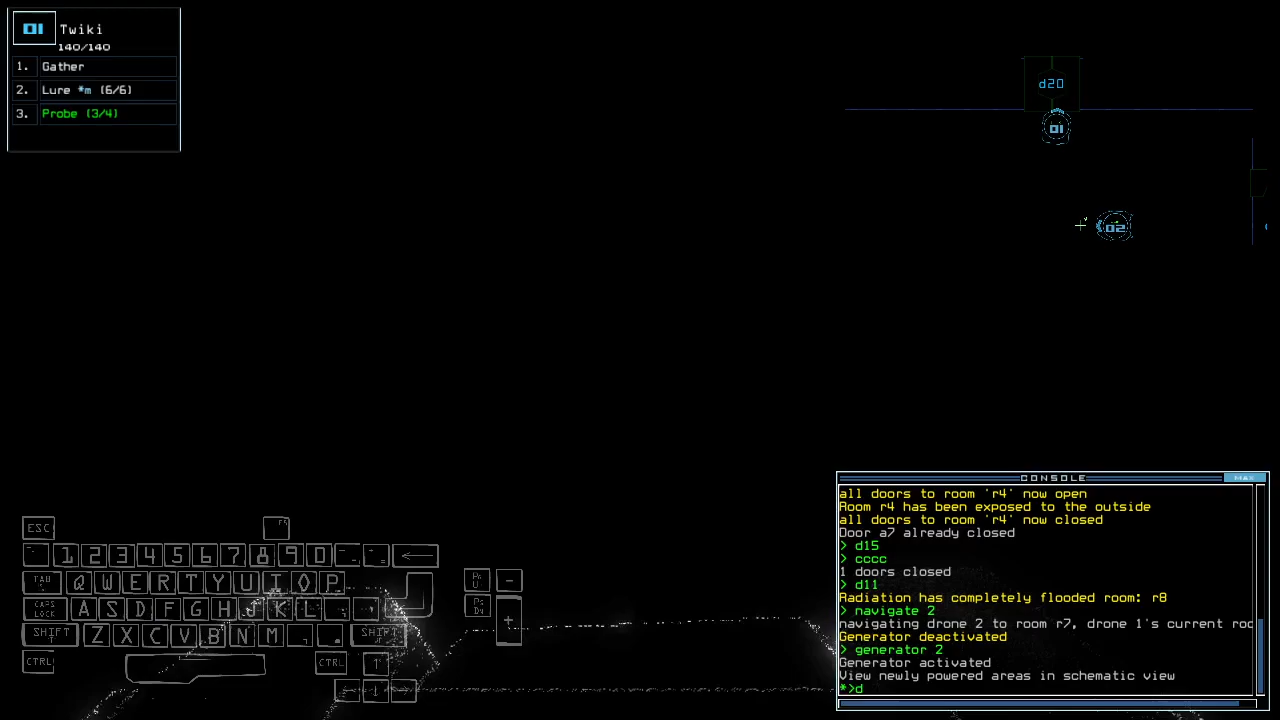 01 Twiki
140/140
1. Gather
2. Lure *m (6/6)
3. Probe (3/4)
d20
01
02
CONSOLE
MAX
all doors to room 'r4' now open
Room r4 has been exposed to the outside
all doors to room 'r4' now closed
Door a7 already closed
> d15
> cccc
1 doors closed
> d11
Radiation has completely flooded room: r8
> navigate 2
navigating drone 2 to room r7, drone 1's current roo
Generator deactivated
> generator 2
Generator activated
View newly powered areas in schematic view
*>d
ESC F5
1 2 3 4 5 6 7 8 9 0
TAB Q W E R T Y U I O P
CAPS LOCK A S D F G H J K L ;
SHIFT Z X C V B N M , . SHIFT
CTRL CTRL